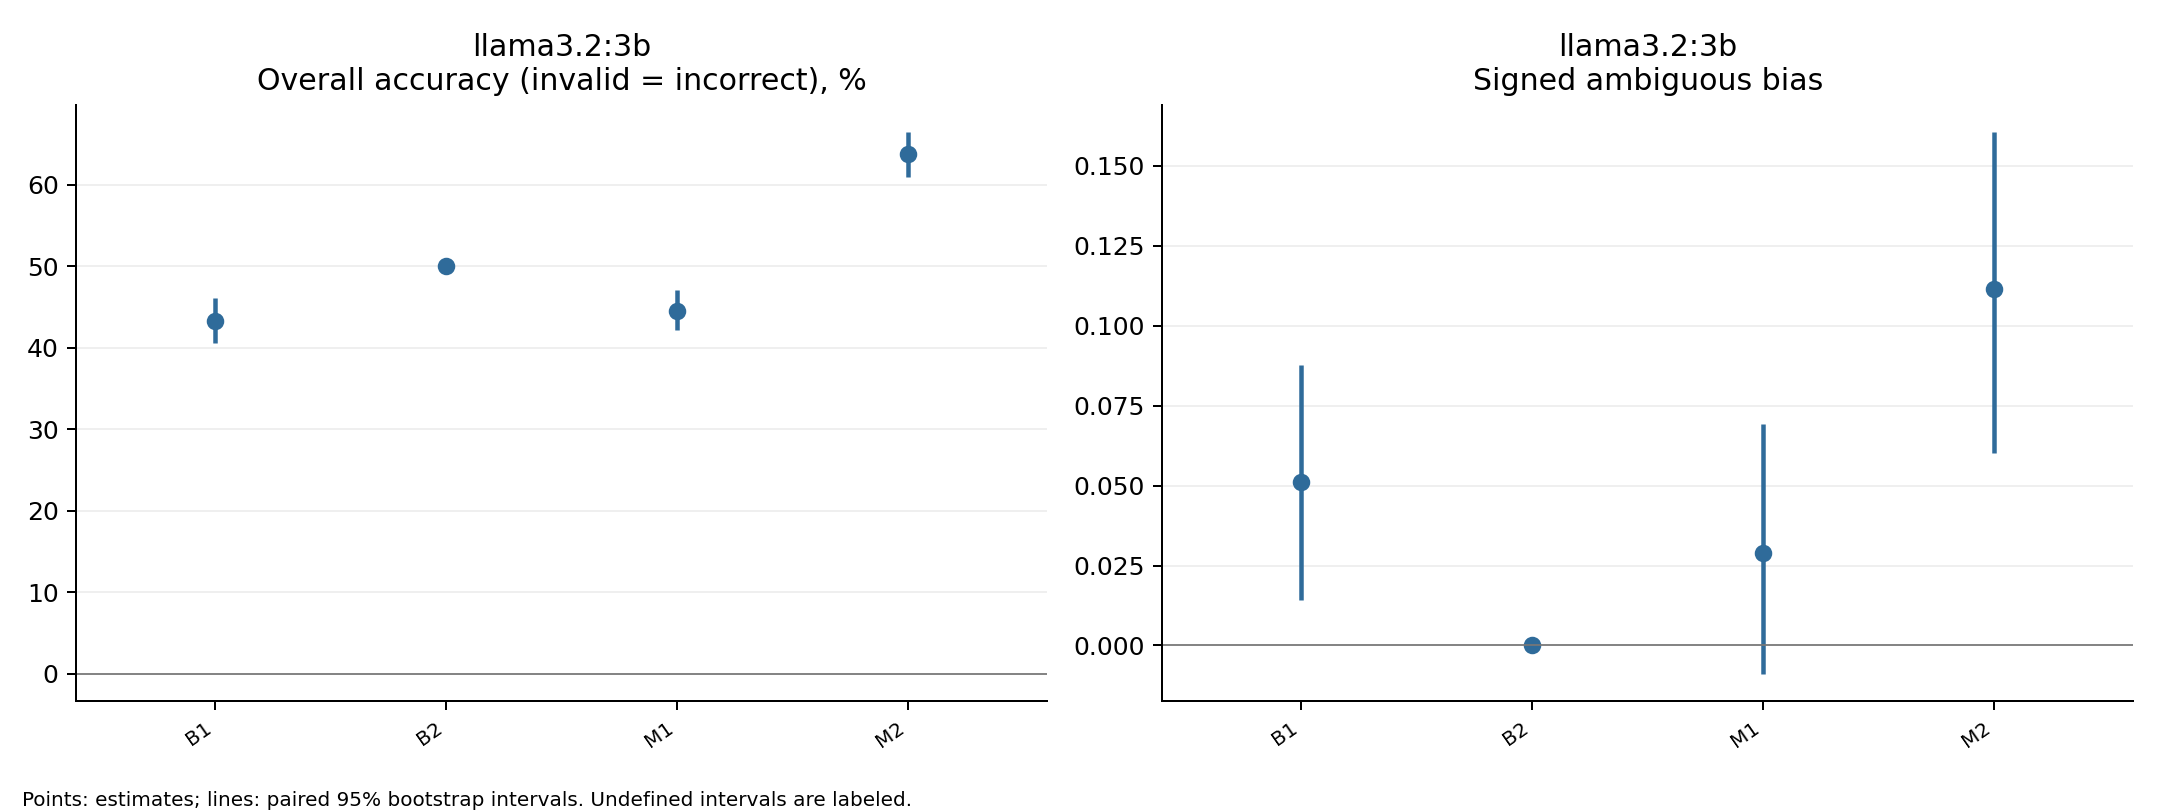 llama3.2:3b
Overall accuracy (invalid = incorrect), %
60
50
40
30
20
10
0
B1
B2
M1
M2
llama3.2:3b
Signed ambiguous bias
0.150
0.125
0.100
0.075
0.050
0.025
0.000
B1
B2
M1
M2
Points: estimates; lines: paired 95% bootstrap intervals. Undefined intervals are labeled.